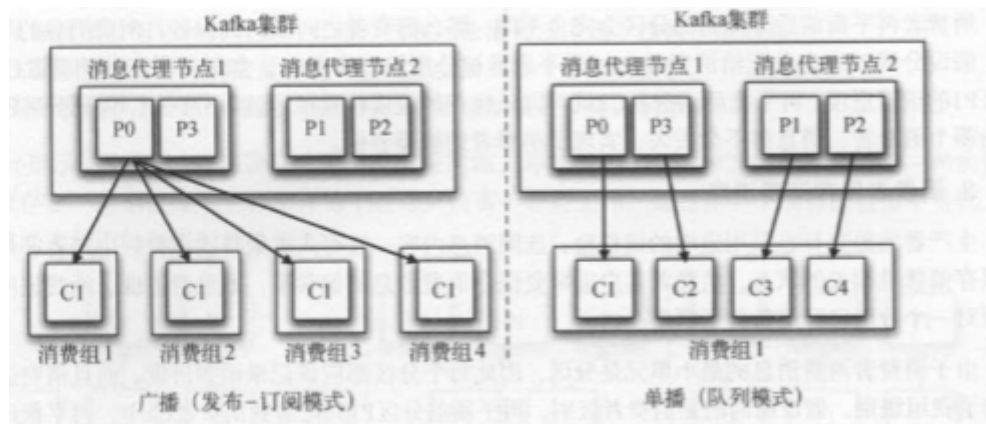 Kafka集群
消息代理节点1
消息代理节点2
P0
P3
P1
P2
C1
C1
C1
C1
消费组1
消费组2
消费组3
消费组4
广播（发布-订阅模式）
Kafka集群
消息代理节点1
消息代理节点2
P0
P3
P1
P2
C1
C2
C3
C4
消费组1
单播（队列模式）